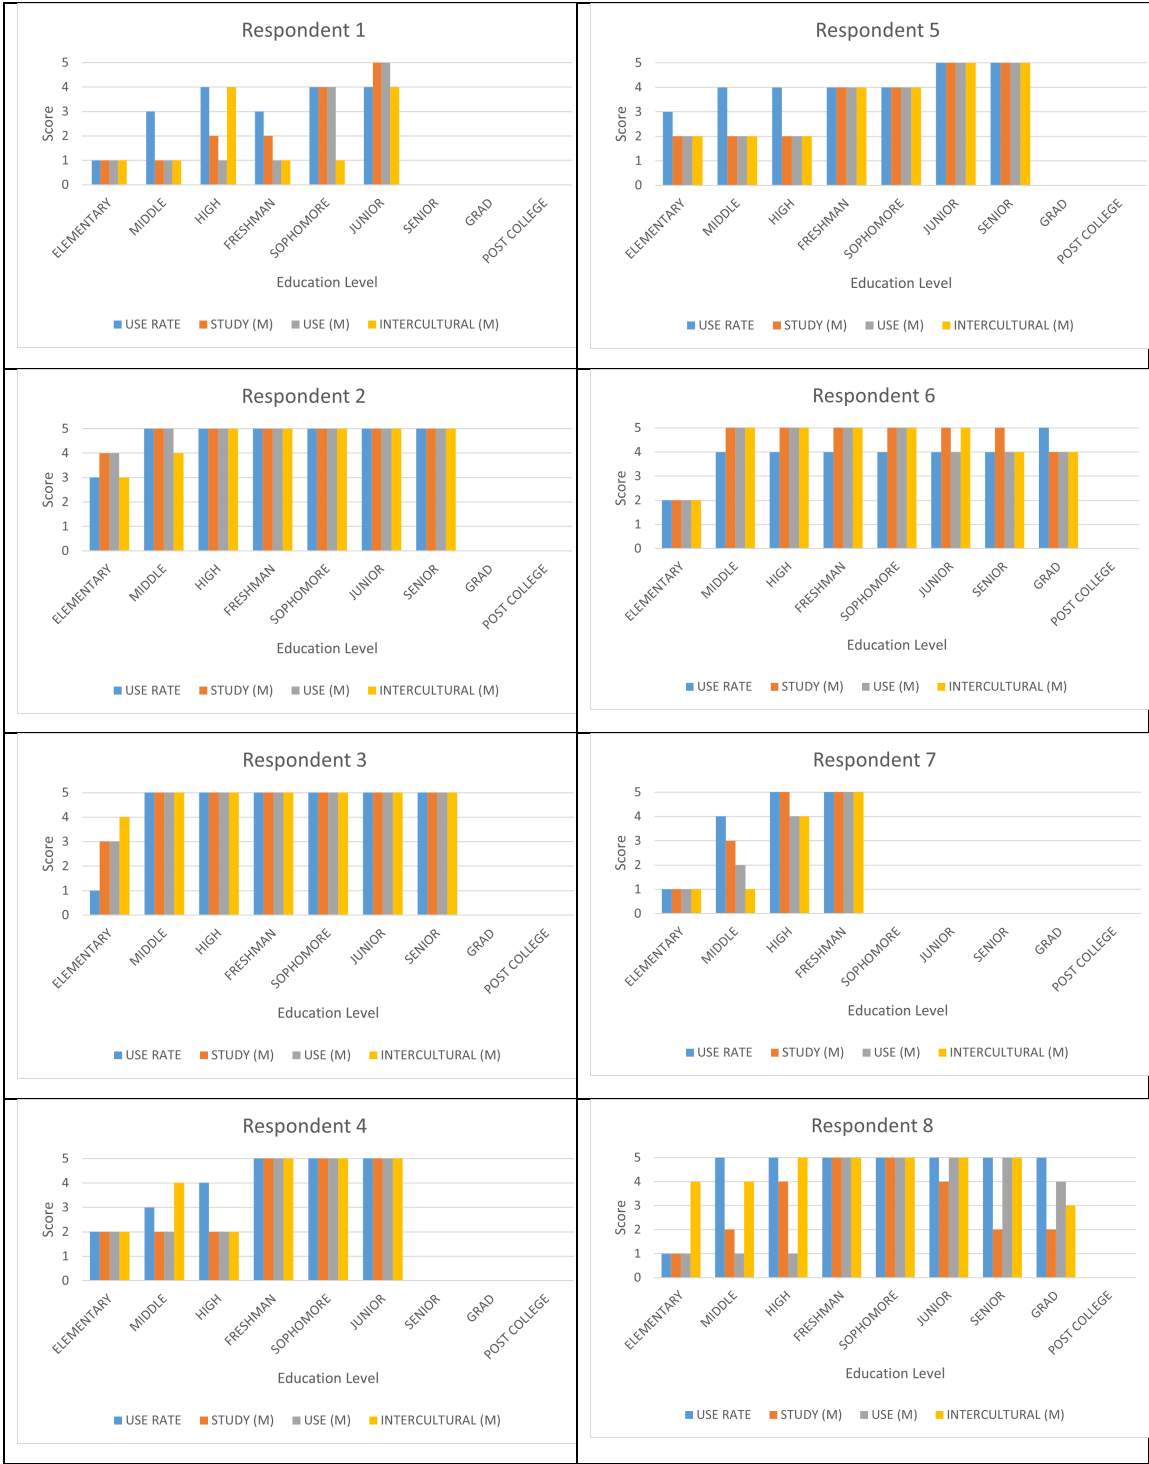 Respondent 1
5
4
3
2
1
0
Score
ELEMENTARY MIDDLE HIGH FRESHMAN SOPHOMORE JUNIOR SENIOR GRAD POST COLLEGE
Education Level
USE RATE STUDY (M) USE (M) INTERCULTURAL (M)
Respondent 5
5
4
3
2
1
0
Score
ELEMENTARY MIDDLE HIGH FRESHMAN SOPHOMORE JUNIOR SENIOR GRAD POST COLLEGE
Education Level
USE RATE STUDY (M) USE (M) INTERCULTURAL (M)
Respondent 2
5
4
3
2
1
0
Score
ELEMENTARY MIDDLE HIGH FRESHMAN SOPHOMORE JUNIOR SENIOR GRAD POST COLLEGE
Education Level
USE RATE STUDY (M) USE (M) INTERCULTURAL (M)
Respondent 6
5
4
3
2
1
0
Score
ELEMENTARY MIDDLE HIGH FRESHMAN SOPHOMORE JUNIOR SENIOR GRAD POST COLLEGE
Education Level
USE RATE STUDY (M) USE (M) INTERCULTURAL (M)
Respondent 3
5
4
3
2
1
0
Score
ELEMENTARY MIDDLE HIGH FRESHMAN SOPHOMORE JUNIOR SENIOR GRAD POST COLLEGE
Education Level
USE RATE STUDY (M) USE (M) INTERCULTURAL (M)
Respondent 7
5
4
3
2
1
0
Score
ELEMENTARY MIDDLE HIGH FRESHMAN SOPHOMORE JUNIOR SENIOR GRAD POST COLLEGE
Education Level
USE RATE STUDY (M) USE (M) INTERCULTURAL (M)
Respondent 4
5
4
3
2
1
0
Score
ELEMENTARY MIDDLE HIGH FRESHMAN SOPHOMORE JUNIOR SENIOR GRAD POST COLLEGE
Education Level
USE RATE STUDY (M) USE (M) INTERCULTURAL (M)
Respondent 8
5
4
3
2
1
0
Score
ELEMENTARY MIDDLE HIGH FRESHMAN SOPHOMORE JUNIOR SENIOR GRAD POST COLLEGE
Education Level
USE RATE STUDY (M) USE (M) INTERCULTURAL (M)